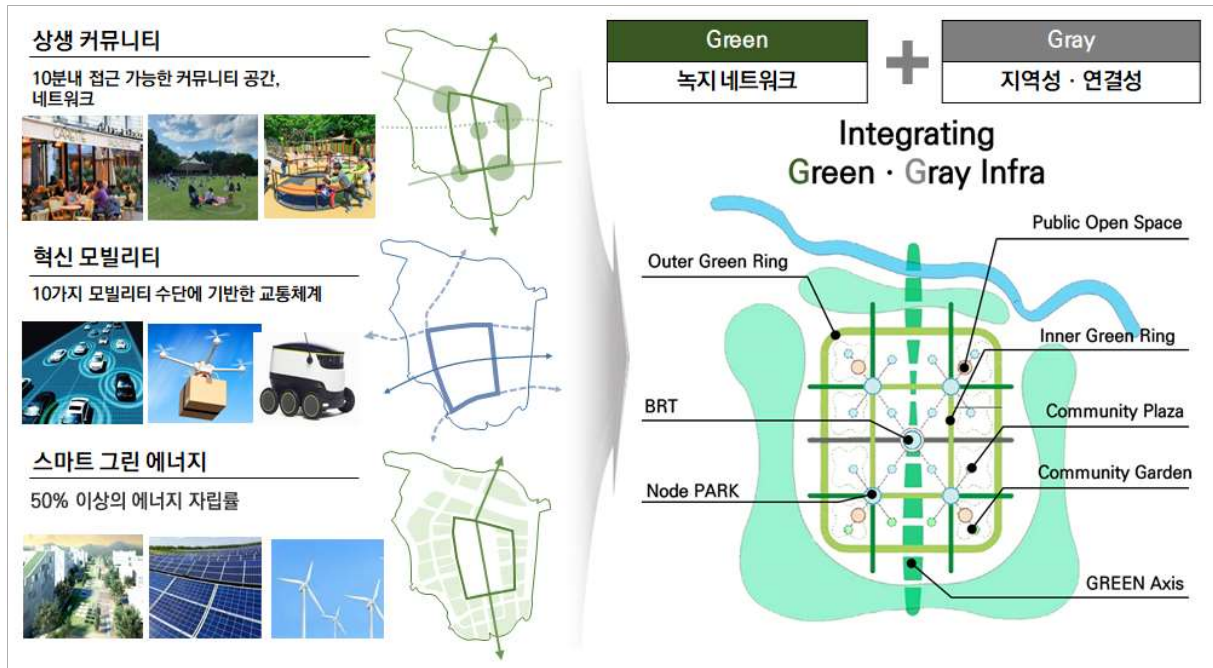 상생 커뮤니티
10분내 접근 가능한 커뮤니티 공간,
네트워크
혁신 모빌리티
10가지 모빌리티 수단에 기반한 교통체계
스마트 그린 에너지
50% 이상의 에너지 자립률
Green
녹지 네트워크
+
Gray
지역성 · 연결성
Integrating
Green · Gray Infra
Public Open Space
Outer Green Ring
Inner Green Ring
BRT
Community Plaza
Community Garden
Node PARK
GREEN Axis